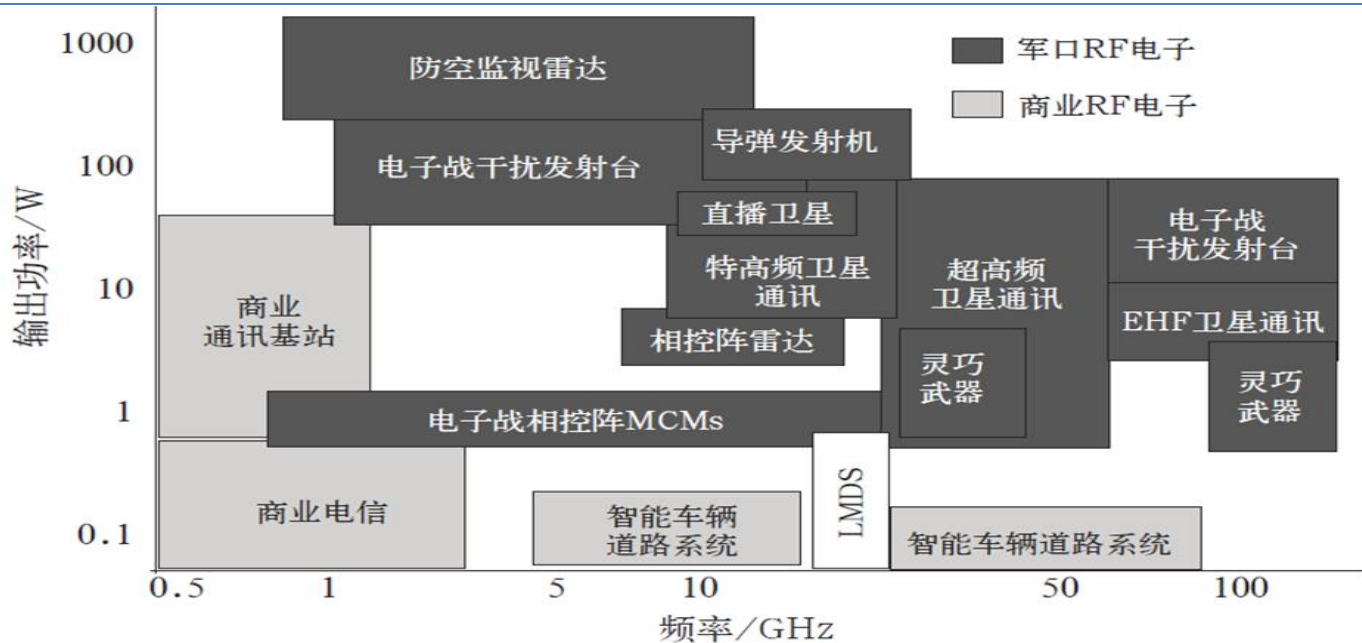 1000
100
10
1
0.1
输出功率/W
防空监视雷达
军口RF电子
商业RF电子
电子战干扰发射台
导弹发射机
直播卫星
特高频卫星
通讯
超高频
卫星通讯
电子战
干扰发射台
EHF卫星通讯
商业
通讯基站
相控阵雷达
灵巧
武器
灵巧
武器
电子战相控阵MCMs
商业电信
智能车辆
道路系统
LMDS
智能车辆道路系统
0.5
1
5
10
50
100
频率/GHz